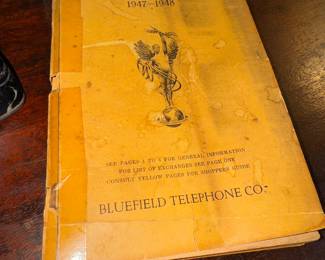 1947-1948
SEE PAGES 1 TO 4 FOR GENERAL INFORMATION
FOR LIST OF EXCHANGES SEE PAGE ONE
CONSULT YELLOW PAGES FOR SHOPPERS GUIDE
BLUEFIELD TELEPHONE CO.